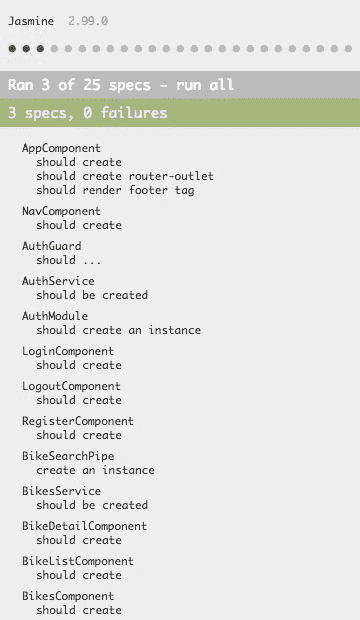 Jasmine 2.99.0
Ran 3 of 25 specs - run all
3 specs, 0 failures
AppComponent
should create
should create router-outlet
should render footer tag
NavComponent
should create
AuthGuard
should ...
AuthService
should be created
AuthModule
should create an instance
LoginComponent
should create
LogoutComponent
should create
RegisterComponent
should create
BikeSearchPipe
create an instance
BikesService
should be created
BikeDetailComponent
should create
BikeListComponent
should create
BikesComponent
should create